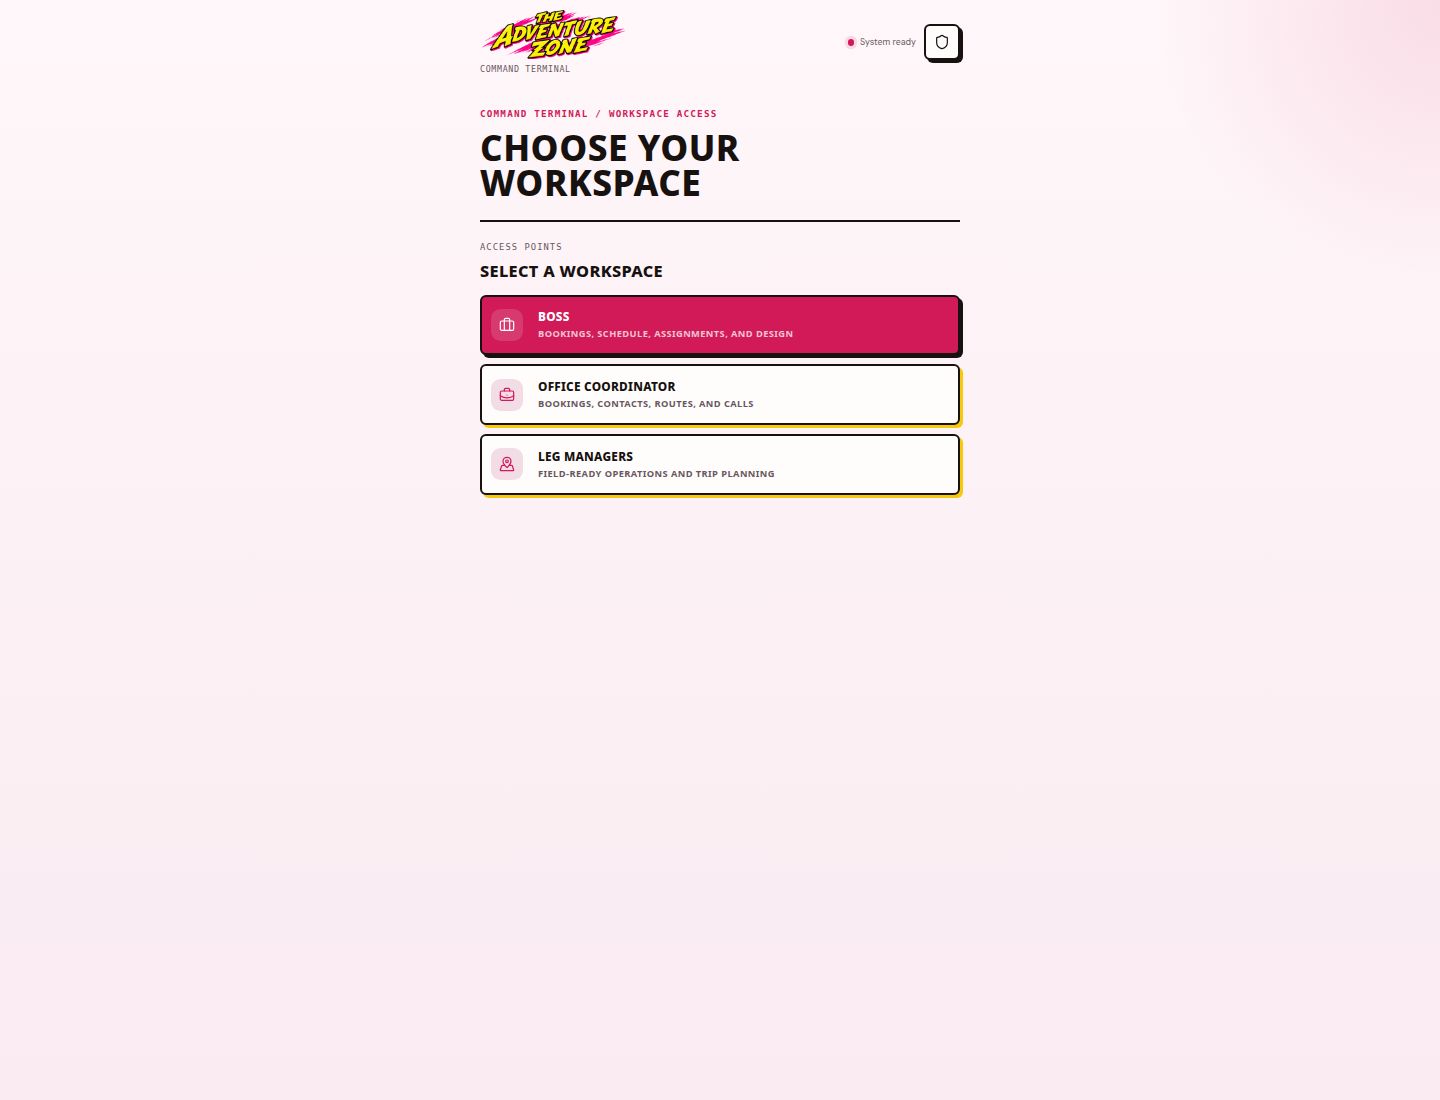 THE
ADVENTURE
ZONE
COMMAND TERMINAL
System ready
COMMAND TERMINAL / WORKSPACE ACCESS
CHOOSE YOUR
WORKSPACE
ACCESS POINTS
SELECT A WORKSPACE
BOSS
BOOKINGS, SCHEDULE, ASSIGNMENTS, AND DESIGN
OFFICE COORDINATOR
BOOKINGS, CONTACTS, ROUTES, AND CALLS
LEG MANAGERS
FIELD-READY OPERATIONS AND TRIP PLANNING